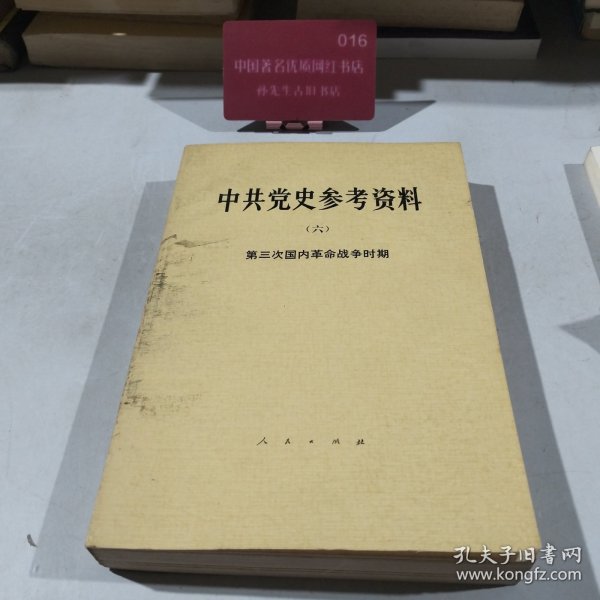 016
中国著名优质网红书店
孙先生古旧书店
中共党史参考资料
（六）
第三次国内革命战争时期
人民出版社
孔夫子旧书网
www.kongfz.com